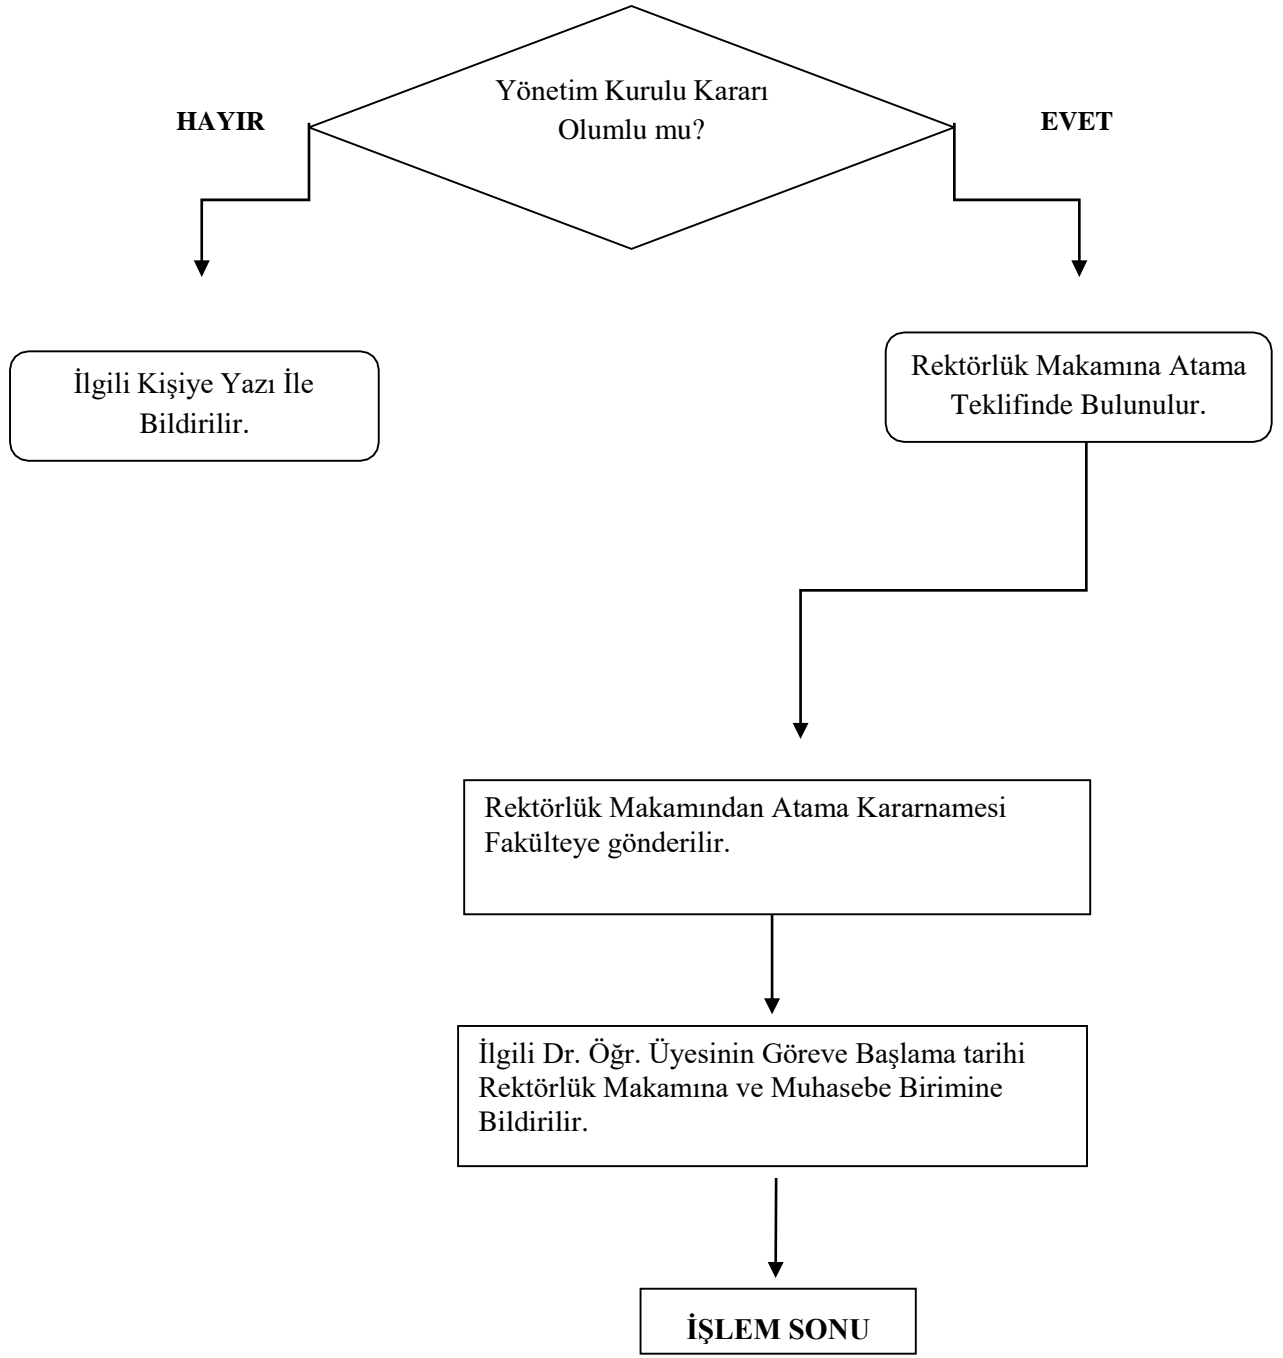 Yönetim Kurulu Kararı
Olumlu mu?
HAYIR
EVET
İlgili Kişiye Yazı İle
Bildirilir.
Rektörlük Makamına Atama
Teklifinde Bulunulur.
Rektörlük Makamından Atama Kararnamesi
Fakülteye gönderilir.
İlgili Dr. Öğr. Üyesinin Göreve Başlama tarihi
Rektörlük Makamına ve Muhasebe Birimine
Bildirilir.
İŞLEM SONU